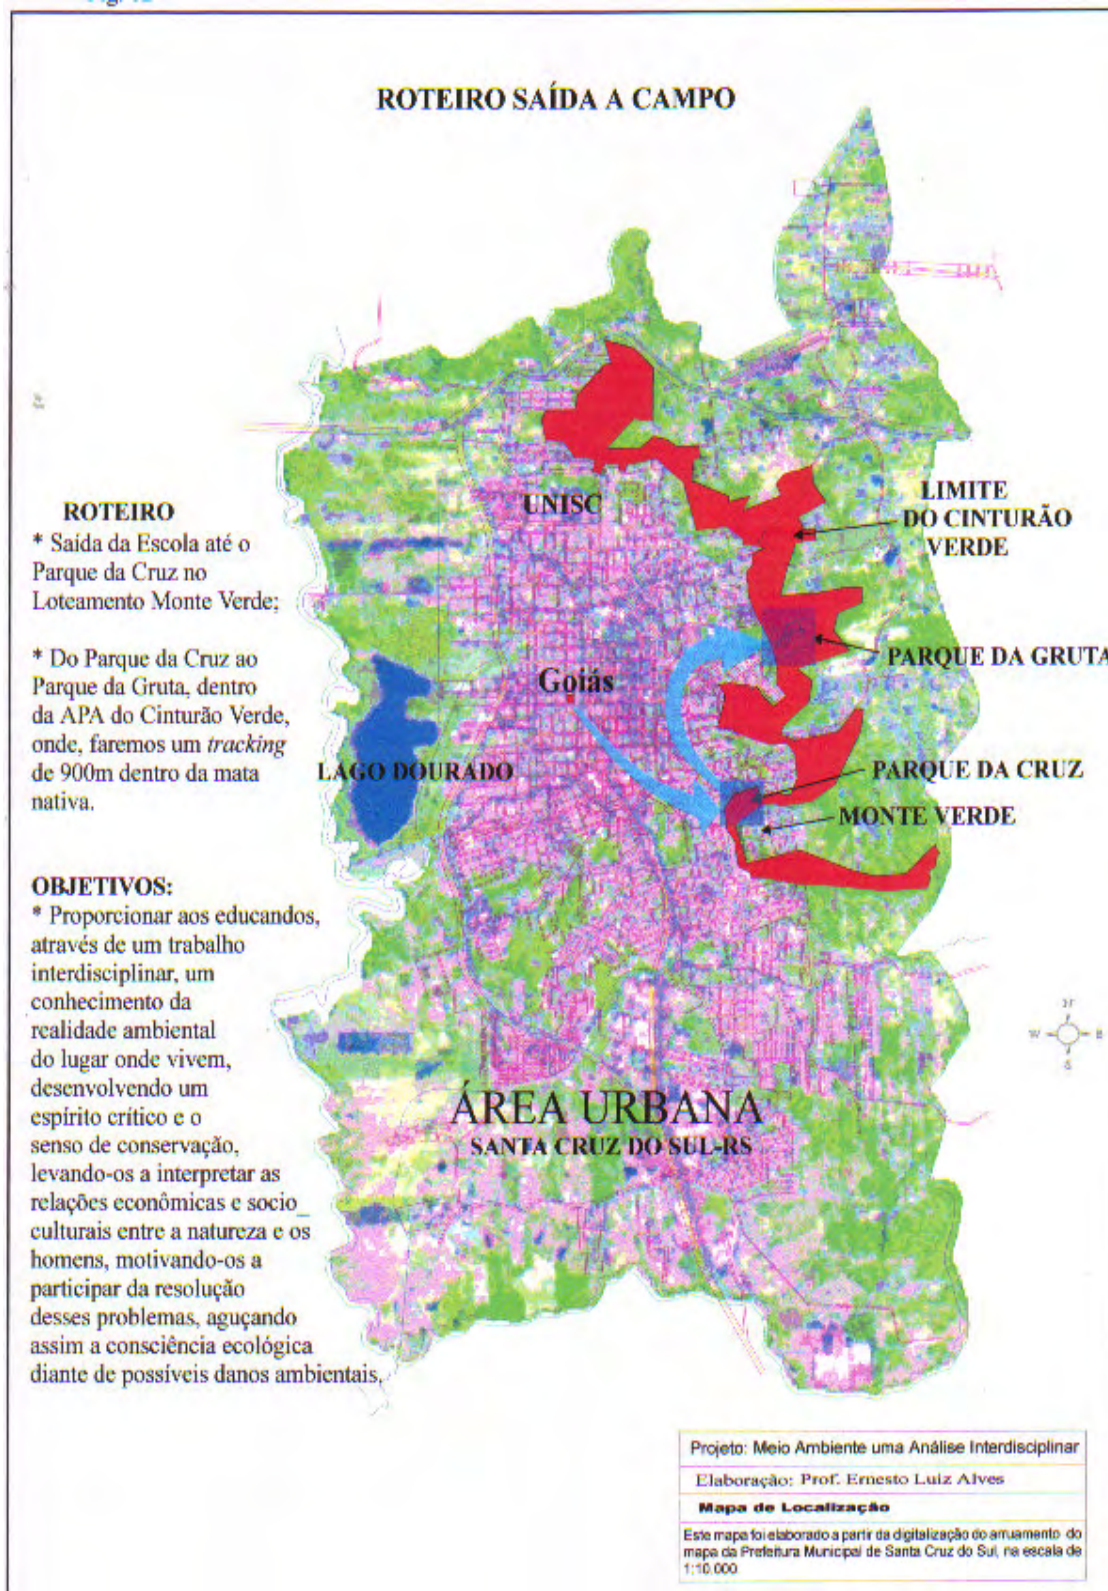 ROTEIRO SAÍDA A CAMPO
ROTEIRO
* Saída da Escola até o
Parque da Cruz no
Loteamento Monte Verde;
* Do Parque da Cruz ao
Parque da Gruta, dentro
da APA do Cinturão Verde,
onde, faremos um tracking
de 900m dentro da mata
nativa.
OBJETIVOS:
* Proporcionar aos educandos,
através de um trabalho
interdisciplinar, um
conhecimento da
realidade ambiental
do lugar onde vivem,
desenvolvendo um
espírito crítico e o
senso de conservação,
levando-os a interpretar as
relações econômicas e socio_
culturais entre a natureza e os
homens, motivando-os a
participar da resolução
desses problemas, aguçando
assim a consciência ecológica
diante de possíveis danos ambientais.
UNISC
LIMITE
DO CINTURÃO
VERDE
PARQUE DA GRUTA
Goiás
LAGO DOURADO
PARQUE DA CRUZ
MONTE VERDE
N
W E
S
ÁREA URBANA
SANTA CRUZ DO SUL-RS
Projeto: Meio Ambiente uma Análise Interdisciplinar
Elaboração: Prof. Ernesto Luiz Alves
Mapa de Localização
Este mapa foi elaborado a partir da digitalização do arruamento do
mapa da Prefeitura Municipal de Santa Cruz do Sul, na escala de
1:10.000